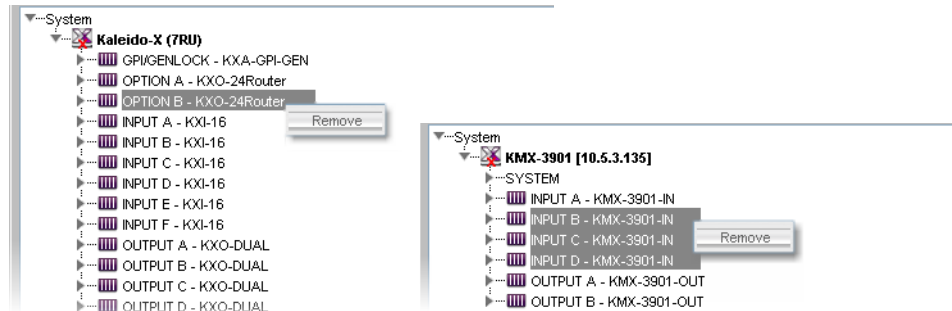 System
Kaleido-X (7RU)
GPI/GENLOCK - KXA-GPI-GEN
OPTION A - KXO-24Router
OPTION B - KXO-24Router
Remove
INPUT A - KXI-16
INPUT B - KXI-16
INPUT C - KXI-16
INPUT D - KXI-16
INPUT E - KXI-16
INPUT F - KXI-16
OUTPUT A - KXO-DUAL
OUTPUT B - KXO-DUAL
OUTPUT C - KXO-DUAL
OUTPUT D - KXO-DUAL
System
KMX-3901 [10.5.3.135]
SYSTEM
INPUT A - KMX-3901-IN
INPUT B - KMX-3901-IN
INPUT C - KMX-3901-IN
Remove
INPUT D - KMX-3901-IN
OUTPUT A - KMX-3901-OUT
OUTPUT B - KMX-3901-OUT